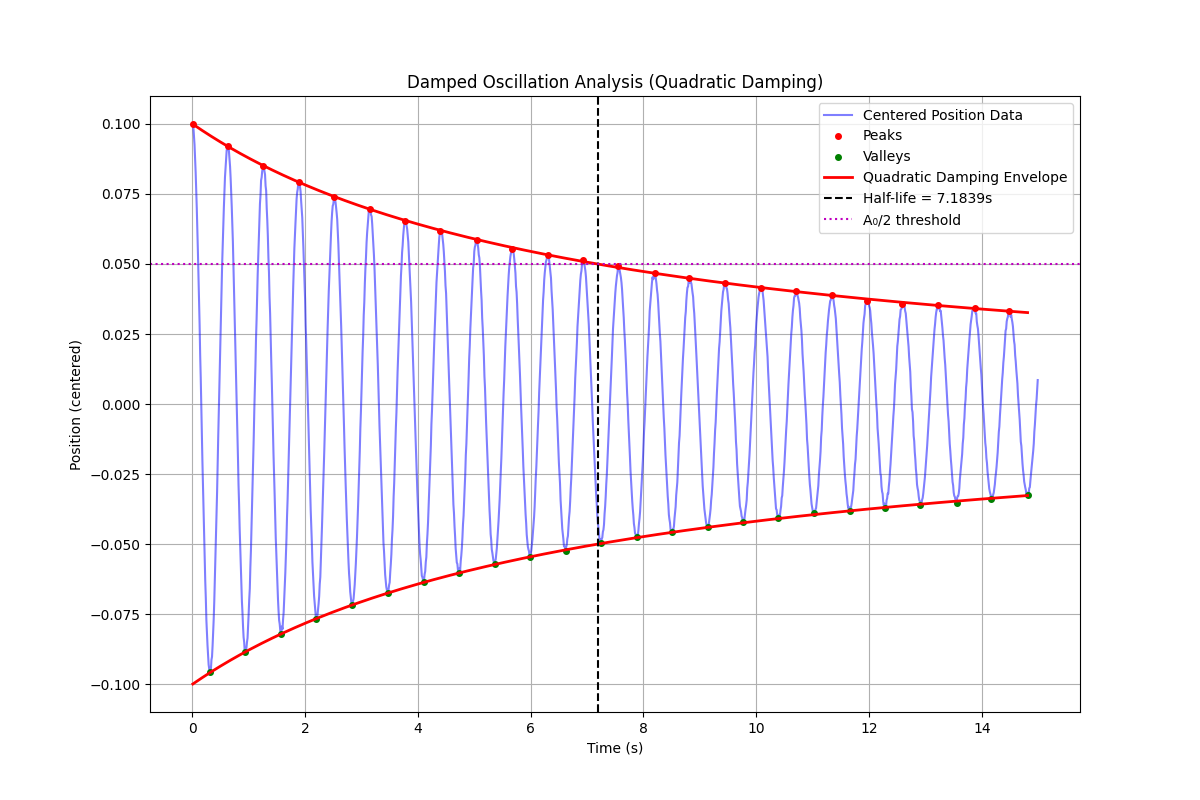 Damped Oscillation Analysis (Quadratic Damping)
Centered Position Data
Peaks
Valleys
Quadratic Damping Envelope
Half-life = 7.1839s
A₀/2 threshold
0.100
0.075
0.050
0.025
0.000
−0.025
−0.050
−0.075
−0.100
Position (centered)
0 2 4 6 8 10 12 14
Time (s)